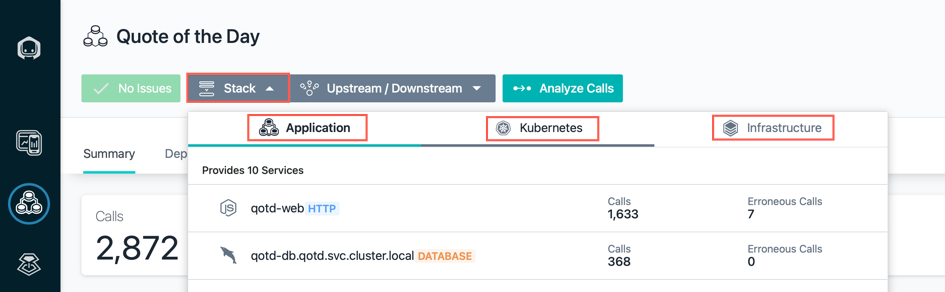 Quote of the Day
No Issues
Stack
Upstream / Downstream
Analyze Calls
Application
Kubernetes
Infrastructure
Summary
Dep
Provides 10 Services
Calls
2,872
qotd-web HTTP
Calls
1,633
Erroneous Calls
7
qotd-db.qotd.svc.cluster.local DATABASE
Calls
368
Erroneous Calls
0